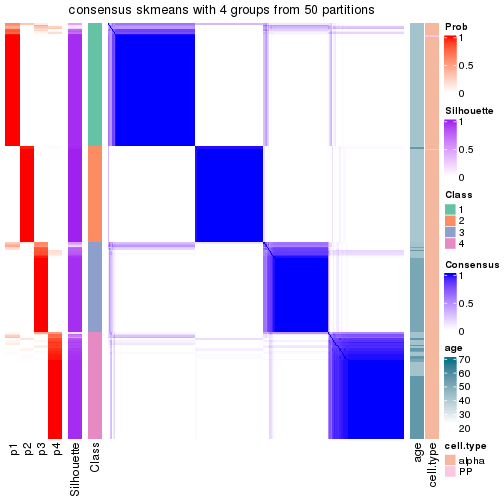 consensus skmeans with 4 groups from 50 partitions
p1
p2
p3
p4
Silhouette
Class
age
cell.type
Prob
1
0.5
0
Silhouette
1
0.5
0
Class
1
2
3
4
Consensus
1
0.5
0
age
70
60
50
40
30
20
cell.type
alpha
PP